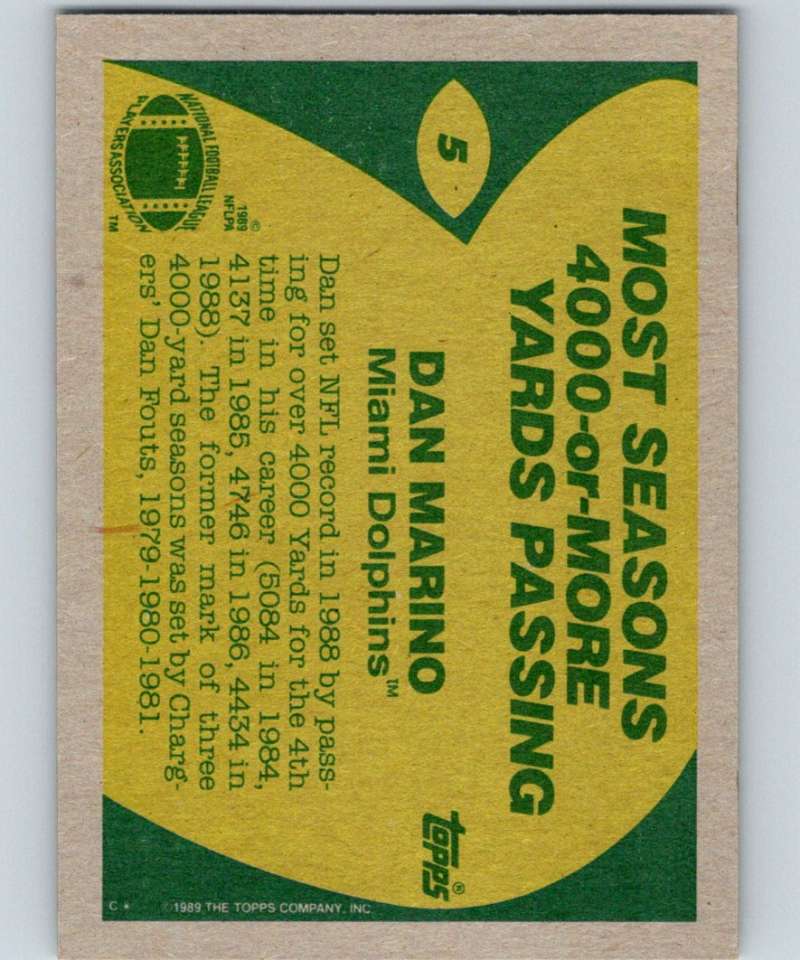 5
MOST SEASONS
4000-or-MORE
YARDS PASSING
DAN MARINO
Miami Dolphins™
Dan set NFL record in 1988 by pass-
ing for over 4000 Yards for the 4th
time in his career (5084 in 1984,
4137 in 1985, 4746 in 1986, 4434 in
1988). The former mark of three
4000-yard seasons was set by Charg-
ers' Dan Fouts, 1979-1980-1981.
NATIONAL FOOTBALL LEAGUE
PLAYERS ASSOCIATION
TM
©
1989
NFLPA
topps®
C *
©1989 THE TOPPS COMPANY, INC